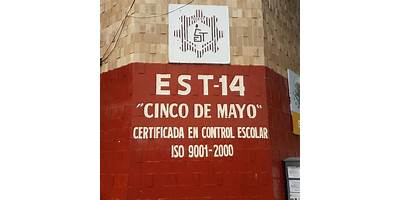 EST-14
"CINCO DE MAYO"
CERTIFICADA EN CONTROL ESCOLAR
ISO 9001-2000